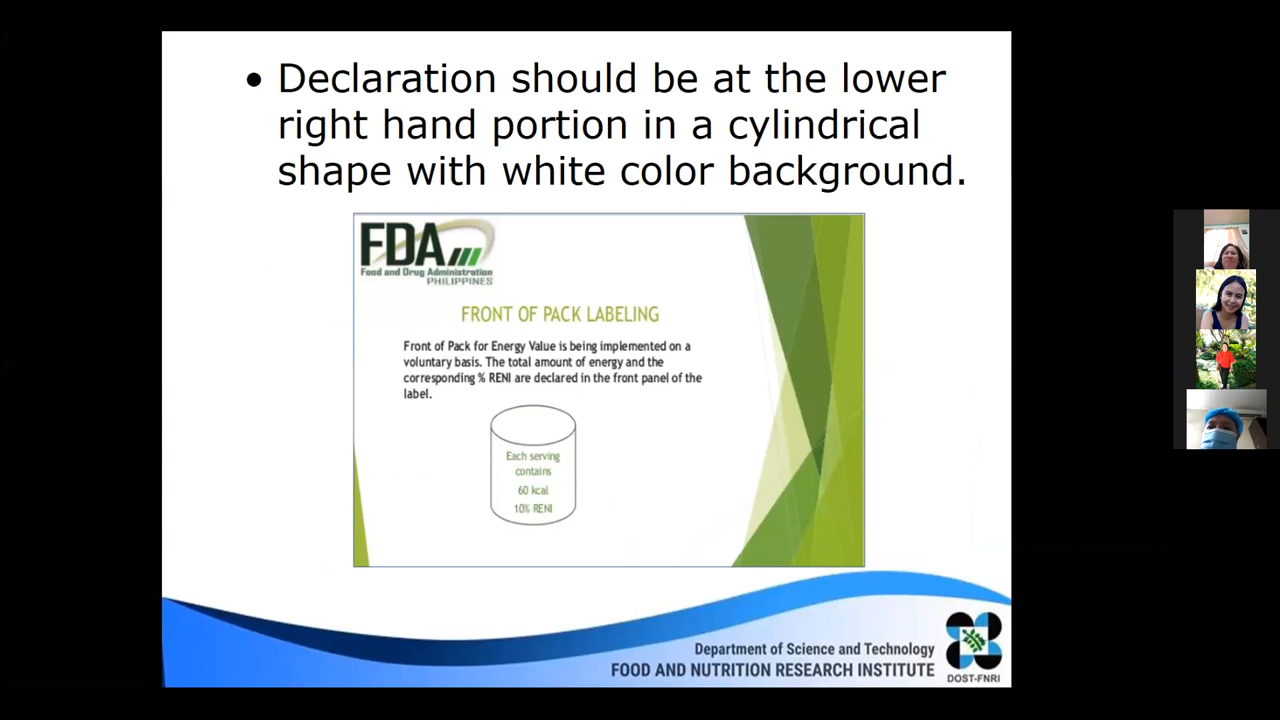 • Declaration should be at the lower
right hand portion in a cylindrical
shape with white color background.
FDA
Food and Drug Administration
PHILIPPINES
FRONT OF PACK LABELING
Front of Pack for Energy Value is being implemented on a
voluntary basis. The total amount of energy and the
corresponding % RENI are declared in the front panel of the
label.
Each serving
contains
60 kcal
10% RENI
Department of Science and Technology
FOOD AND NUTRITION RESEARCH INSTITUTE
DOST-FNRI